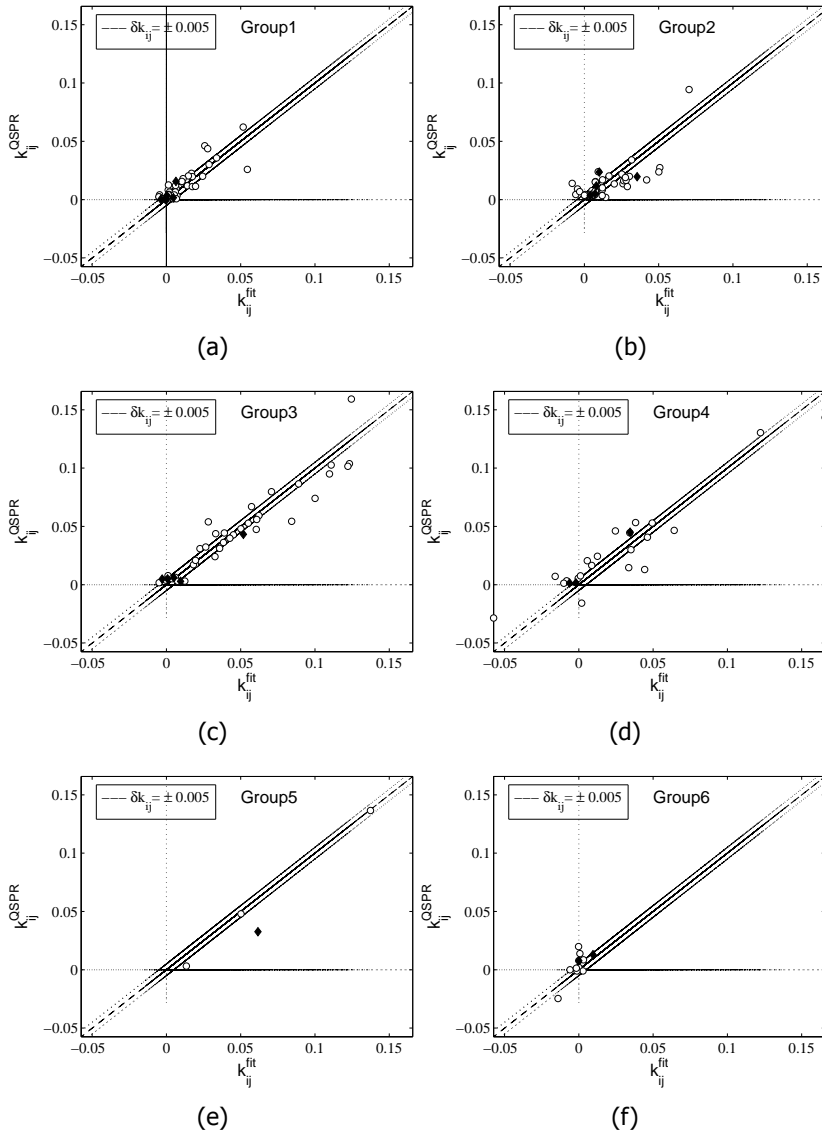 0.15
0.1
0.05
0
−0.05
k_ij^QSPR
−−− δk_ij = ± 0.005
Group1
−0.05 0 0.05 0.1 0.15
k_ij^fit
(a)
0.15
0.1
0.05
0
−0.05
k_ij^QSPR
−−− δk_ij = ± 0.005
Group2
−0.05 0 0.05 0.1 0.15
k_ij^fit
(b)
0.15
0.1
0.05
0
−0.05
k_ij^QSPR
−−− δk_ij = ± 0.005
Group3
−0.05 0 0.05 0.1 0.15
k_ij^fit
(c)
0.15
0.1
0.05
0
−0.05
k_ij^QSPR
−−− δk_ij = ± 0.005
Group4
−0.05 0 0.05 0.1 0.15
k_ij^fit
(d)
0.15
0.1
0.05
0
−0.05
k_ij^QSPR
−−− δk_ij = ± 0.005
Group5
−0.05 0 0.05 0.1 0.15
k_ij^fit
(e)
0.15
0.1
0.05
0
−0.05
k_ij^QSPR
−−− δk_ij = ± 0.005
Group6
−0.05 0 0.05 0.1 0.15
k_ij^fit
(f)